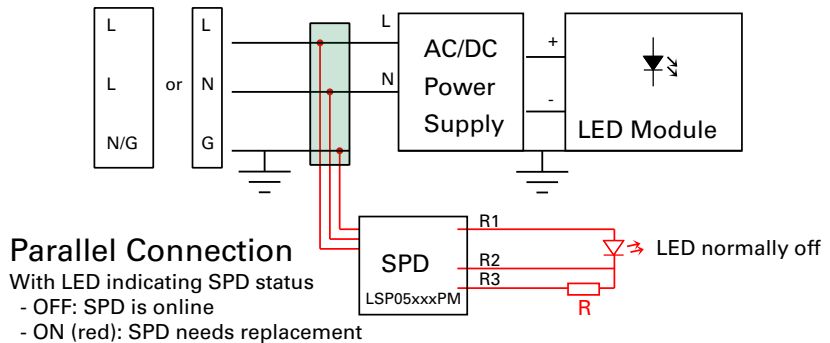 L
L
N/G
or
L
N
G
L
N
AC/DC
Power
Supply
+
-
LED Module
Parallel Connection
With LED indicating SPD status
- OFF: SPD is online
- ON (red): SPD needs replacement
SPD
LSP05xxxPM
R1
R2
R3
R
LED normally off